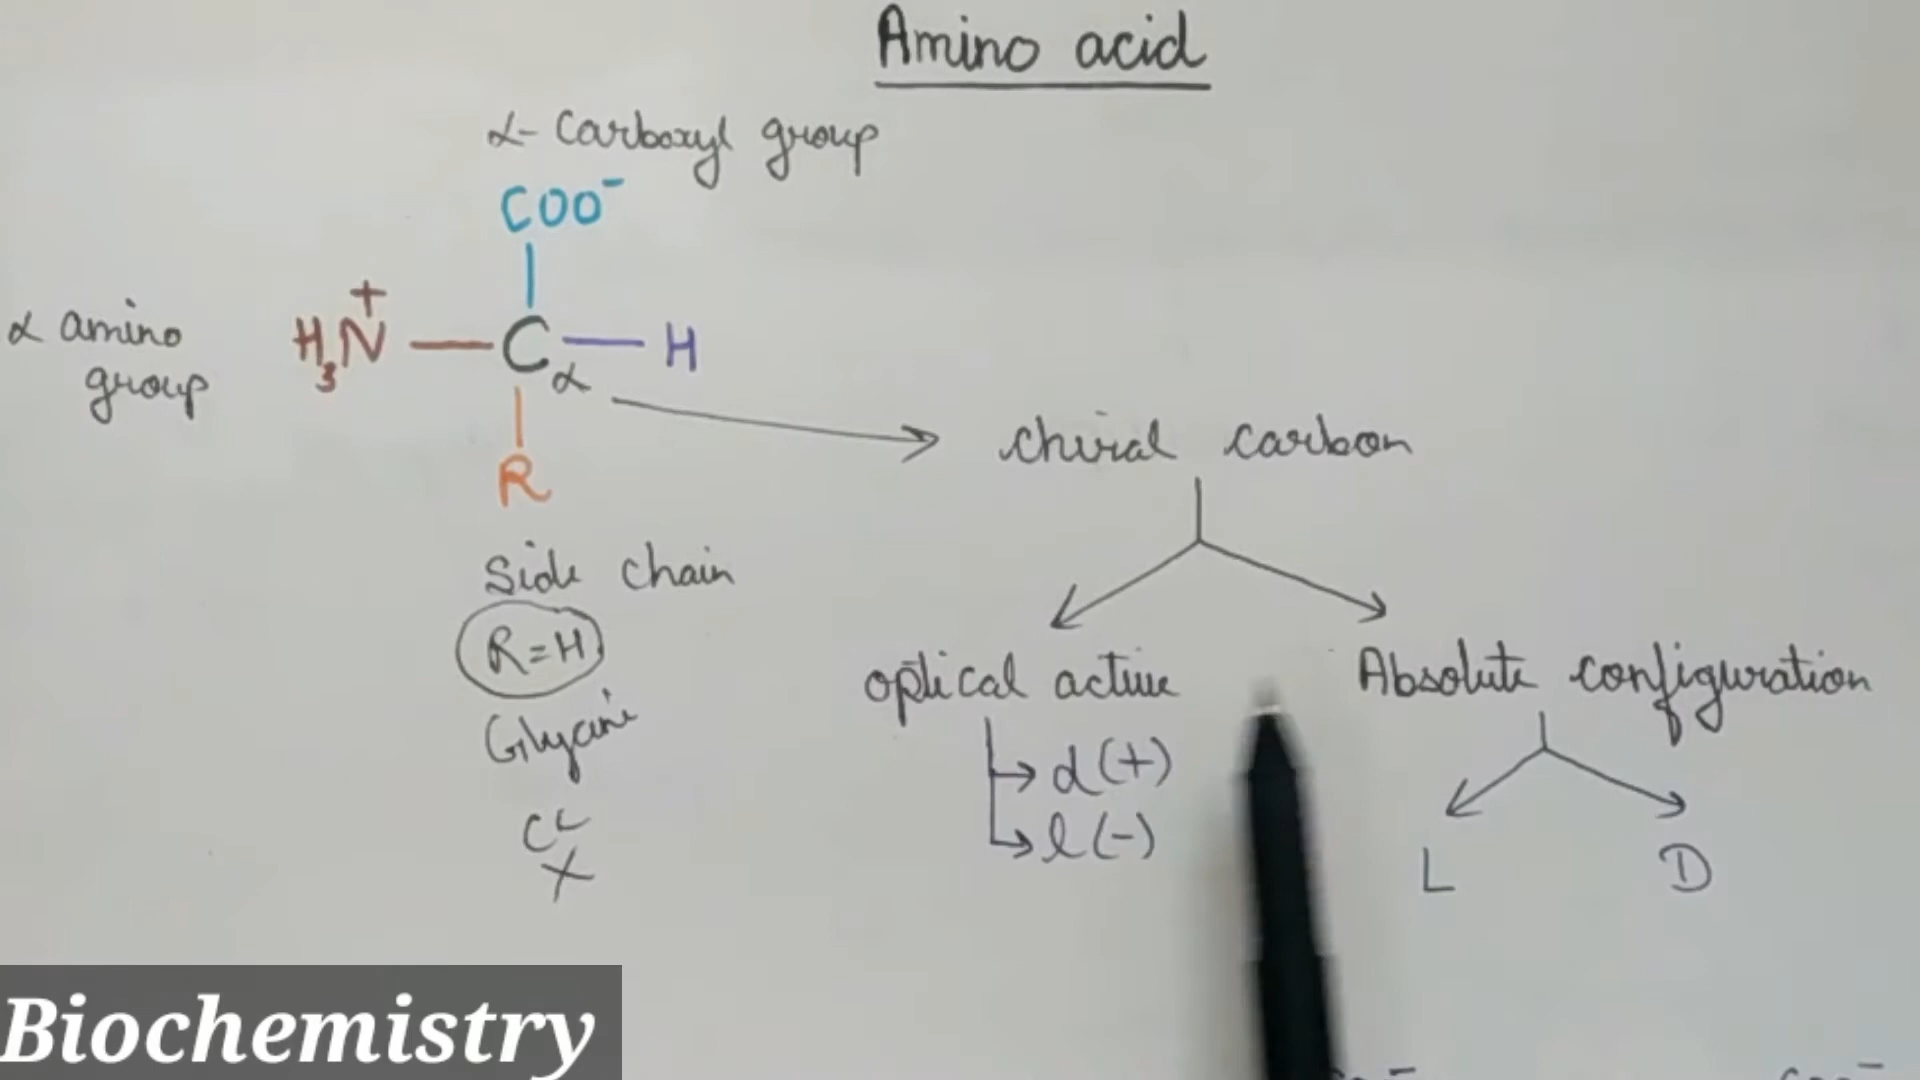 Amino acid
α- Carboxyl group
COO⁻
α amino
group
H₃N⁺ — Cα — H
R
chiral carbon
Side chain
R=H
Glycine
optical active
Absolute configuration
d (+)
l (-)
L
D
X
Biochemistry